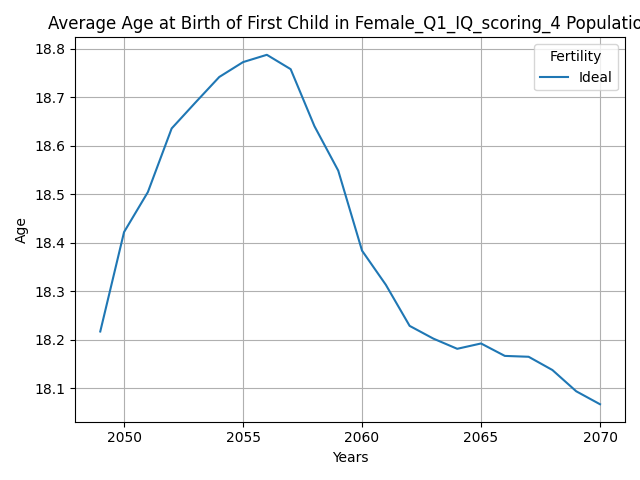 Average Age at Birth of First Child in Female_Q1_IQ_scoring_4 Populatio
Fertility
Ideal
18.8
18.7
18.6
18.5
18.4
18.3
18.2
18.1
Age
2050 2055 2060 2065 2070
Years